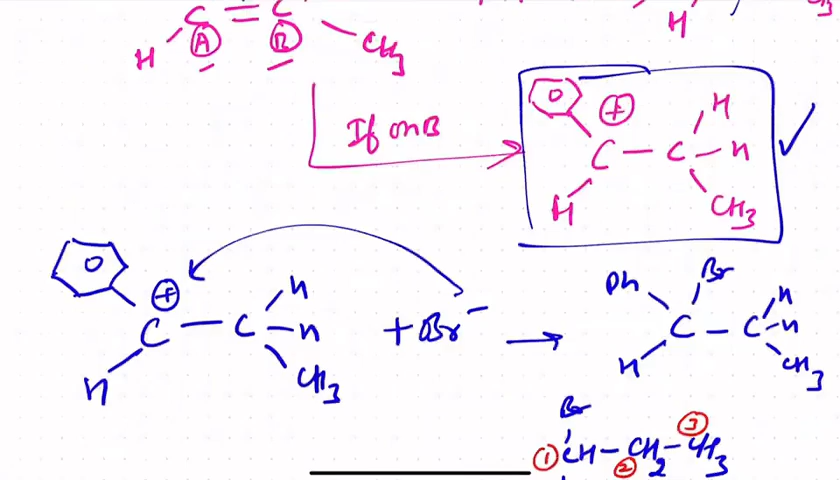 C = C
H A B CH3
H
If on B
⊕ H
C – C – H
H CH3
⊕ H
C – C – H + Br⁻ → Ph Br H
H CH3 C – C – H
H CH3
Br
① CH – CH2 – CH3
② ③